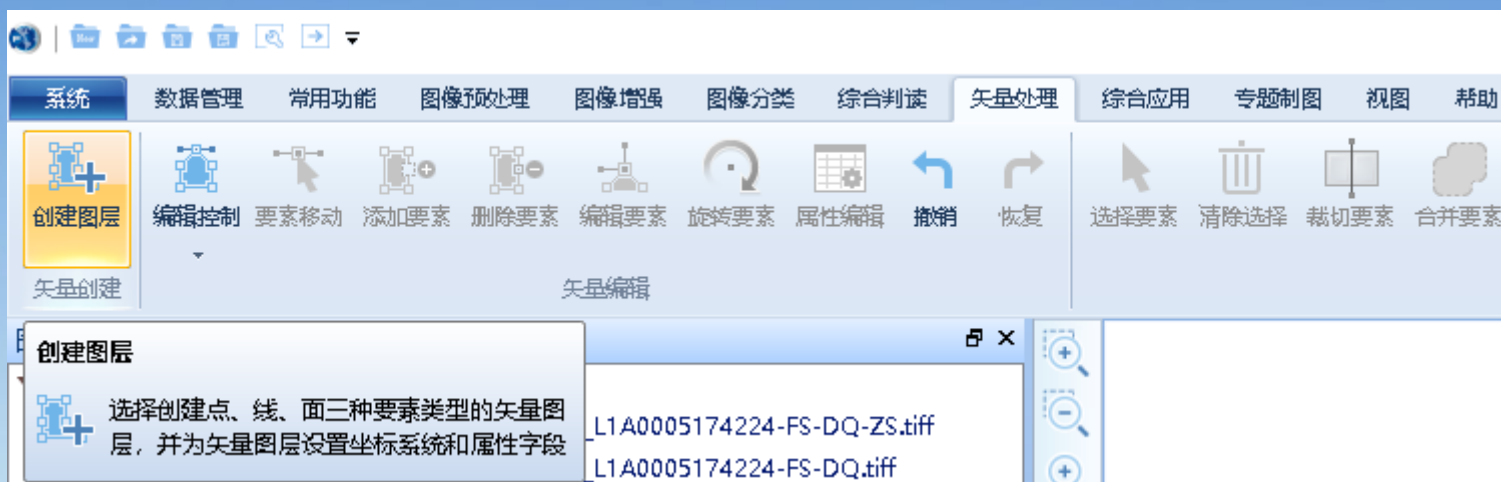 New
系统 数据管理 常用功能 图像预处理 图像增强 图像分类 综合判读 矢量处理 综合应用 专题制图 视图 帮助
创建图层 编辑控制 要素移动 添加要素 删除要素 编辑要素 旋转要素 属性编辑 撤销 恢复 选择要素 清除选择 裁切要素 合并要素
矢量创建 矢量编辑
创建图层
选择创建点、线、面三种要素类型的矢量图
层，并为矢量图层设置坐标系统和属性字段
_L1A0005174224-FS-DQ-ZS.tiff
_L1A0005174224-FS-DQ.tiff